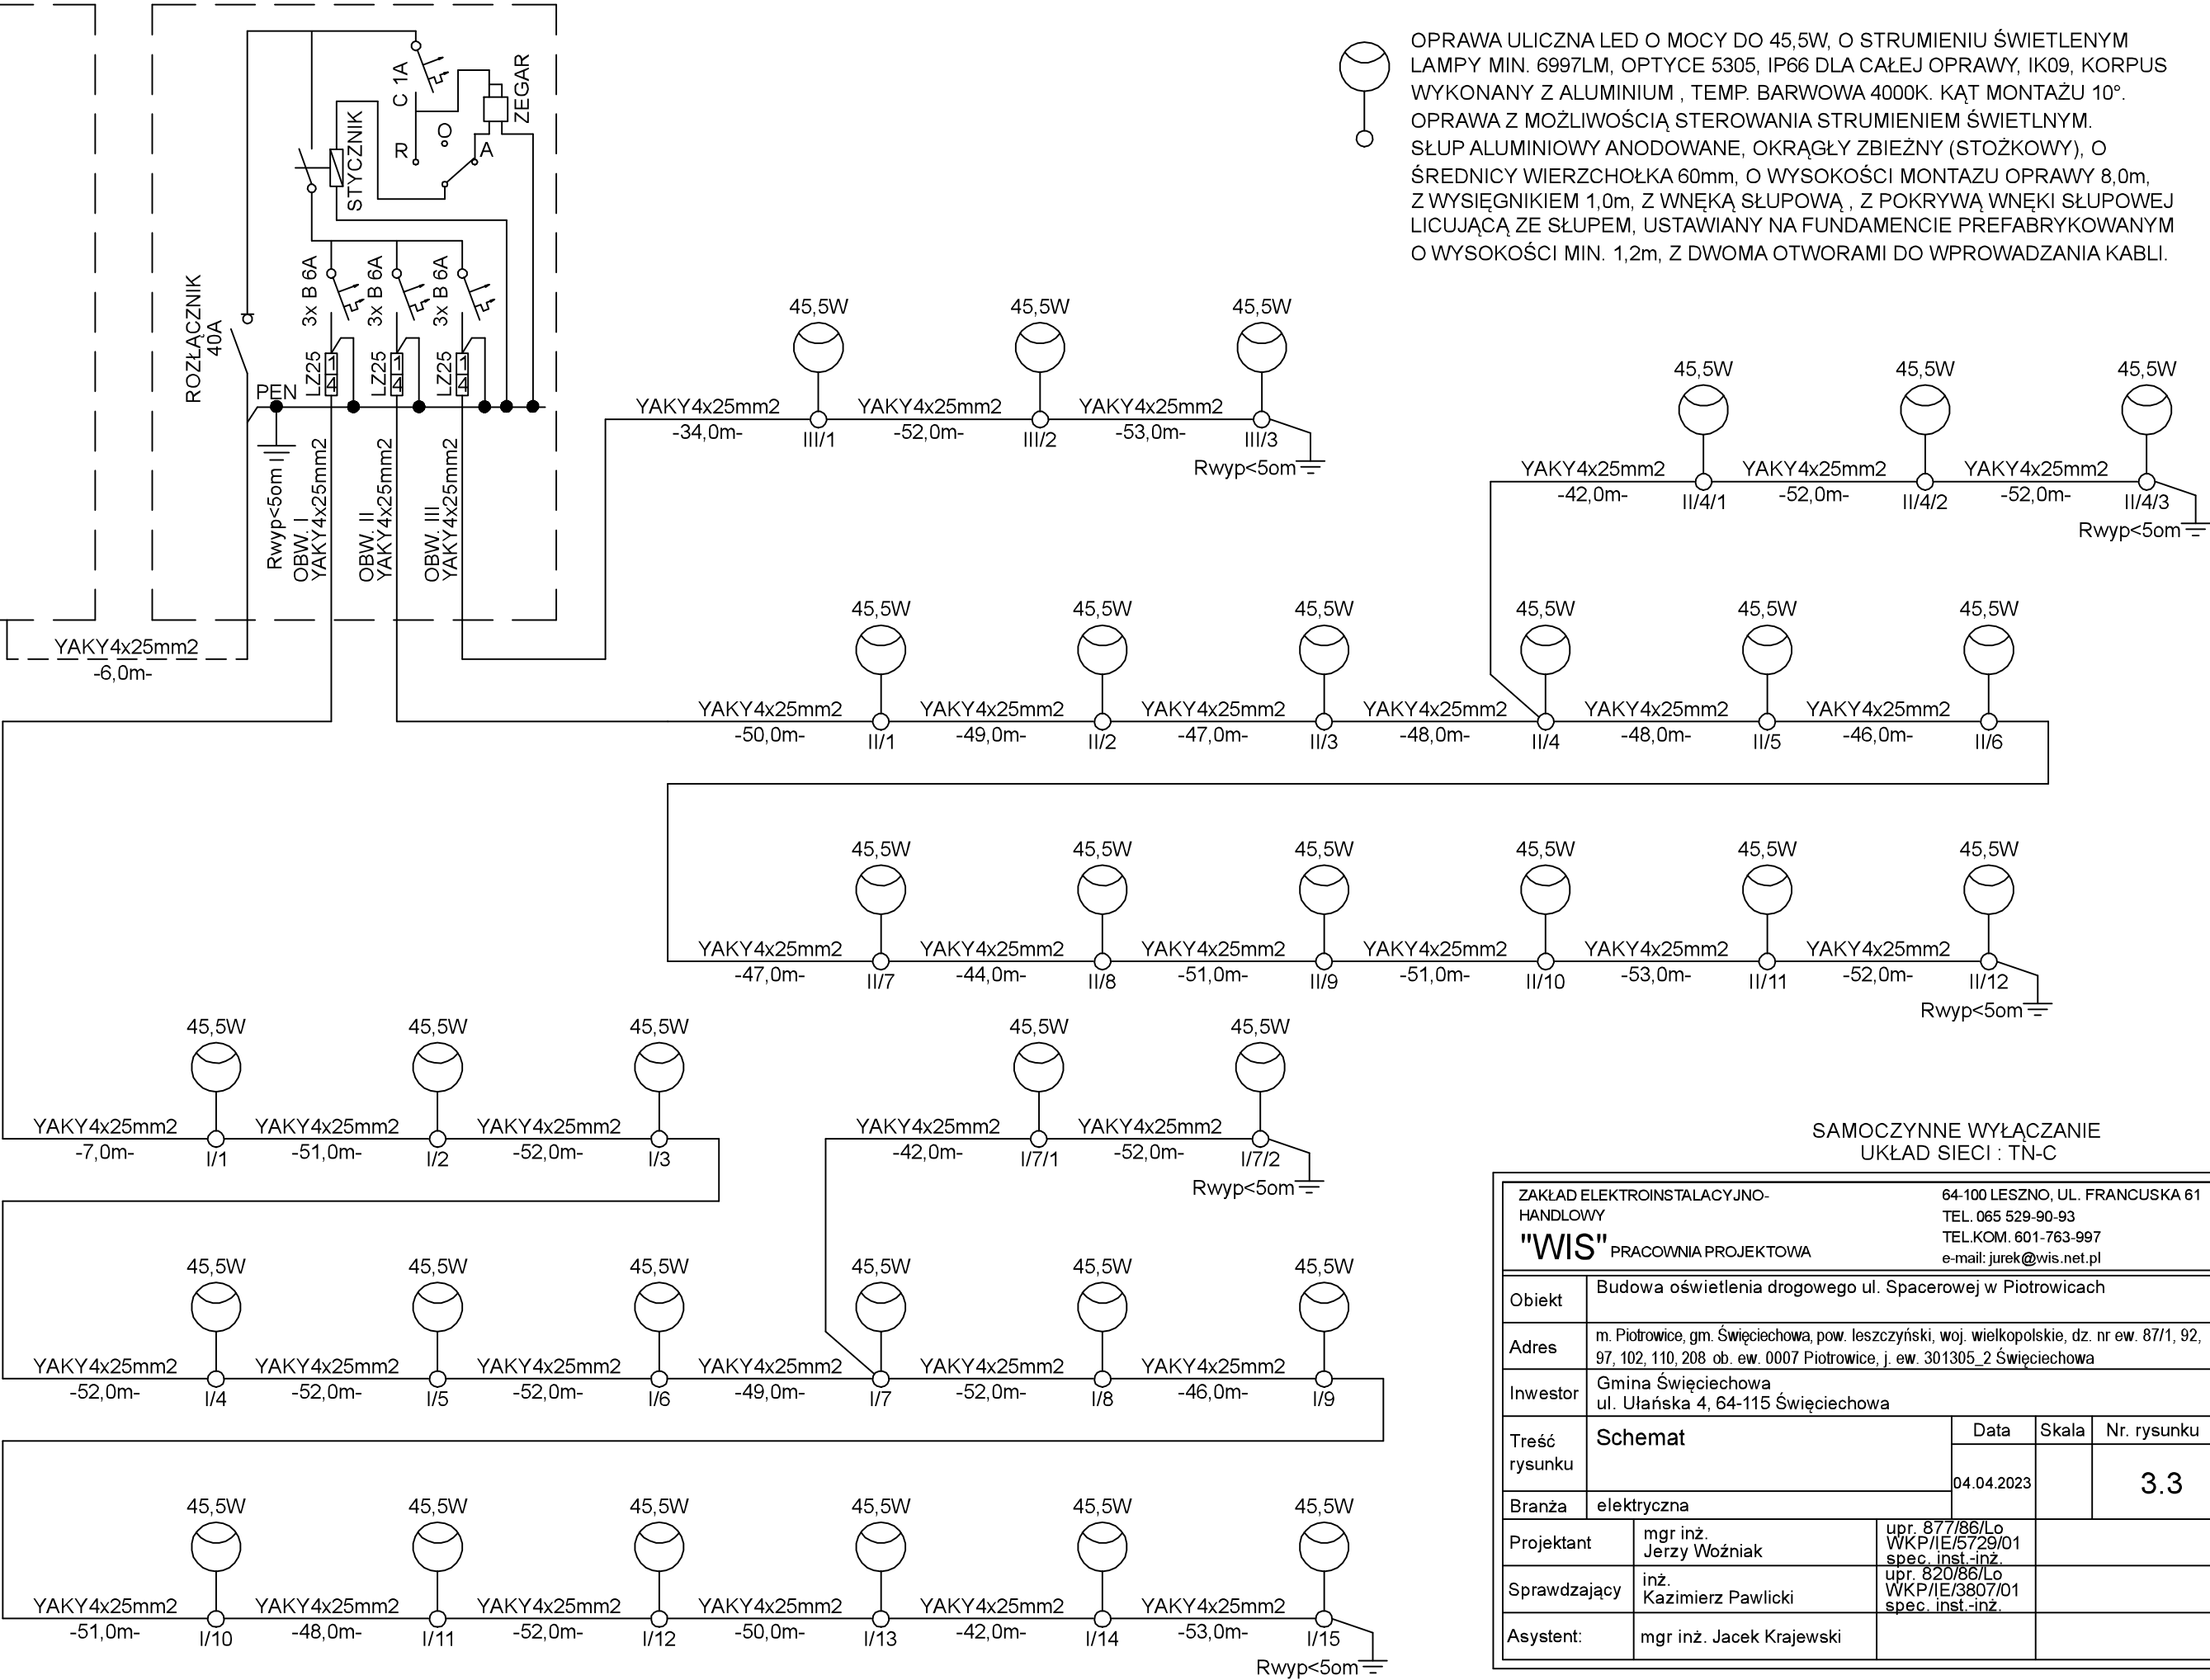 OPRAWA ULICZNA LED O MOCY DO 45,5W, O STRUMIENIU ŚWIETLENYM
LAMPY MIN. 6997LM, OPTYCE 5305, IP66 DLA CAŁEJ OPRAWY, IK09, KORPUS
WYKONANY Z ALUMINIUM , TEMP. BARWOWA 4000K. KĄT MONTAŻU 10°.
OPRAWA Z MOŻLIWOŚCIĄ STEROWANIA STRUMIENIEM ŚWIETLNYM.
SŁUP ALUMINIOWY ANODOWANE, OKRĄGŁY ZBIEŻNY (STOŻKOWY), O
ŚREDNICY WIERZCHOŁKA 60mm, O WYSOKOŚCI MONTAZU OPRAWY 8,0m,
Z WYSIĘGNIKIEM 1,0m, Z WNĘKĄ SŁUPOWĄ , Z POKRYWĄ WNĘKI SŁUPOWEJ
LICUJĄCĄ ZE SŁUPEM, USTAWIANY NA FUNDAMENCIE PREFABRYKOWANYM
O WYSOKOŚCI MIN. 1,2m, Z DWOMA OTWORAMI DO WPROWADZANIA KABLI.
C 1A
ZEGAR
STYCZNIK
R
O
A
ROZŁĄCZNIK
40A
3x B 6A
3x B 6A
3x B 6A
LZ25
1
4
LZ25
1
4
LZ25
1
4
PEN
Rwyp<5om
OBW. I
YAKY4x25mm2
OBW. II
YAKY4x25mm2
OBW. III
YAKY4x25mm2
YAKY4x25mm2
-6,0m-
45,5W 45,5W 45,5W
YAKY4x25mm2 YAKY4x25mm2 YAKY4x25mm2
-34,0m- III/1 -52,0m- III/2 -53,0m- III/3
Rwyp<5om
45,5W 45,5W 45,5W
YAKY4x25mm2 YAKY4x25mm2 YAKY4x25mm2
-42,0m- II/4/1 -52,0m- II/4/2 -52,0m- II/4/3
Rwyp<5om
45,5W 45,5W 45,5W 45,5W 45,5W 45,5W
YAKY4x25mm2 YAKY4x25mm2 YAKY4x25mm2 YAKY4x25mm2 YAKY4x25mm2 YAKY4x25mm2
-50,0m- II/1 -49,0m- II/2 -47,0m- II/3 -48,0m- II/4 -48,0m- II/5 -46,0m- II/6
45,5W 45,5W 45,5W 45,5W 45,5W 45,5W
YAKY4x25mm2 YAKY4x25mm2 YAKY4x25mm2 YAKY4x25mm2 YAKY4x25mm2 YAKY4x25mm2
-47,0m- II/7 -44,0m- II/8 -51,0m- II/9 -51,0m- II/10 -53,0m- II/11 -52,0m- II/12
Rwyp<5om
45,5W 45,5W 45,5W
YAKY4x25mm2 YAKY4x25mm2 YAKY4x25mm2
-7,0m- I/1 -51,0m- I/2 -52,0m- I/3
45,5W 45,5W
YAKY4x25mm2 YAKY4x25mm2
-42,0m- I/7/1 -52,0m- I/7/2
Rwyp<5om
45,5W 45,5W 45,5W 45,5W 45,5W 45,5W
YAKY4x25mm2 YAKY4x25mm2 YAKY4x25mm2 YAKY4x25mm2 YAKY4x25mm2 YAKY4x25mm2
-52,0m- I/4 -52,0m- I/5 -52,0m- I/6 -49,0m- I/7 -52,0m- I/8 -46,0m- I/9
45,5W 45,5W 45,5W 45,5W 45,5W 45,5W
YAKY4x25mm2 YAKY4x25mm2 YAKY4x25mm2 YAKY4x25mm2 YAKY4x25mm2 YAKY4x25mm2
-51,0m- I/10 -48,0m- I/11 -52,0m- I/12 -50,0m- I/13 -42,0m- I/14 -53,0m- I/15
Rwyp<5om
SAMOCZYNNE WYŁĄCZANIE
UKŁAD SIECI : TN-C
ZAKŁAD ELEKTROINSTALACYJNO-
HANDLOWY
"WIS" PRACOWNIA PROJEKTOWA
64-100 LESZNO, UL. FRANCUSKA 61
TEL. 065 529-90-93
TEL.KOM. 601-763-997
e-mail: jurek@wis.net.pl
Obiekt
Budowa oświetlenia drogowego ul. Spacerowej w Piotrowicach
Adres
m. Piotrowice, gm. Święciechowa, pow. leszczyński, woj. wielkopolskie, dz. nr ew. 87/1, 92,
97, 102, 110, 208 ob. ew. 0007 Piotrowice, j. ew. 301305_2 Święciechowa
Inwestor
Gmina Święciechowa
ul. Ułańska 4, 64-115 Święciechowa
Treść
rysunku
Schemat
Data
04.04.2023
Skala
Nr. rysunku
3.3
Branża
elektryczna
Projektant
mgr inż.
Jerzy Woźniak
upr. 877/86/Lo
WKP/IE/5729/01
spec. inst.-inż.
Sprawdzający
inż.
Kazimierz Pawlicki
upr. 820/86/Lo
WKP/IE/3807/01
spec. inst.-inż.
Asystent:
mgr inż. Jacek Krajewski